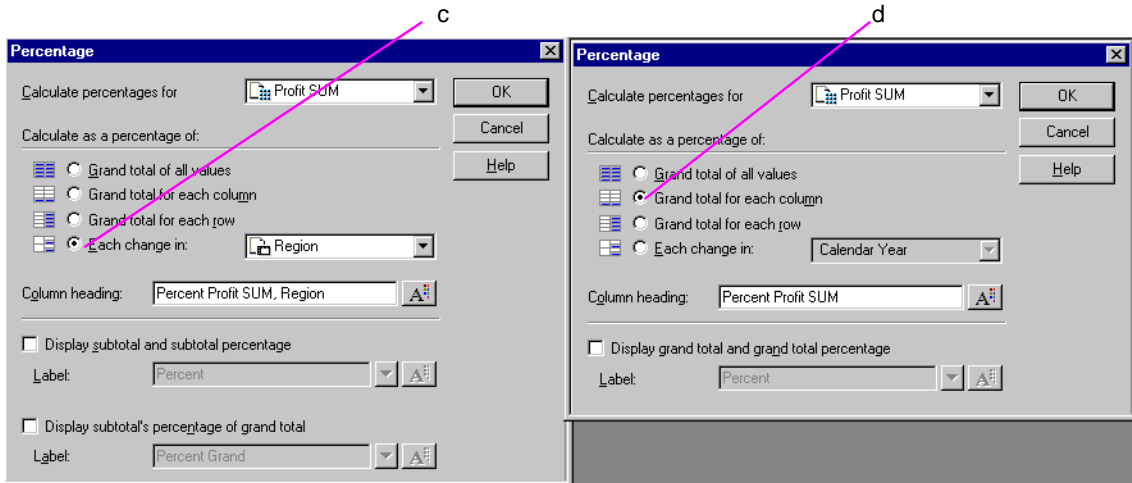 c
d
Percentage
Calculate percentages for
Profit SUM
OK
Cancel
Help
Calculate as a percentage of:
Grand total of all values
Grand total for each column
Grand total for each row
Each change in:
Region
Column heading:
Percent Profit SUM, Region
A
Display subtotal and subtotal percentage
Label:
Percent
A
Display subtotal's percentage of grand total
Label:
Percent Grand
A
Percentage
Calculate percentages for
Profit SUM
OK
Cancel
Help
Calculate as a percentage of:
Grand total of all values
Grand total for each column
Grand total for each row
Each change in:
Calendar Year
Column heading:
Percent Profit SUM
A
Display grand total and grand total percentage
Label:
Percent
A